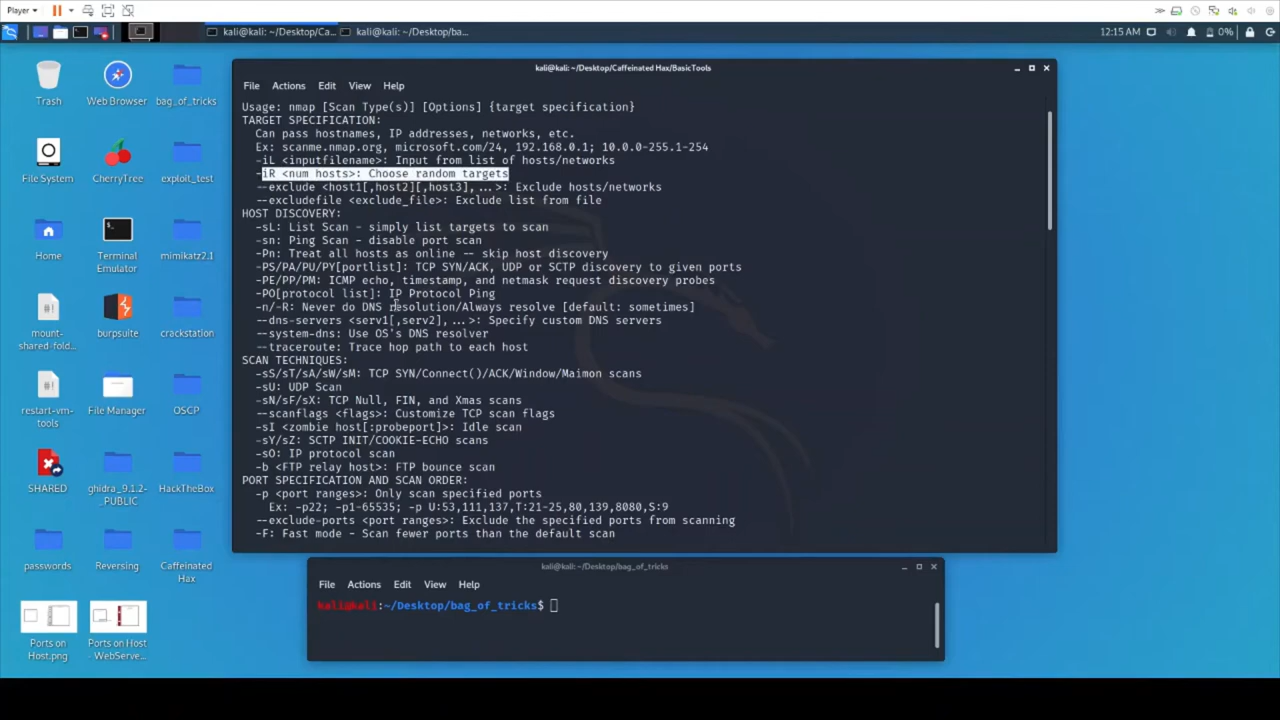 Player
12:15 AM
0%
kali@kali: ~/Desktop/Ca...
kali@kali: ~/Desktop/ba...
Trash
Web Browser
bag_of_tricks
File System
CherryTree
exploit_test
Home
Terminal Emulator
mimikatz2.1
mount-shared-fold...
burpsuite
crackstation
restart-vm-tools
File Manager
OSCP
SHARED
ghidra_9.1.2-_PUBLIC
HackTheBox
passwords
Reversing
Caffeinated Hax
Ports on Host.png
Ports on Host - WebServe...
kali@kali: ~/Desktop/Caffeinated Hax/BasicTools
File Actions Edit View Help
Usage: nmap [Scan Type(s)] [Options] {target specification}
TARGET SPECIFICATION:
Can pass hostnames, IP addresses, networks, etc.
Ex: scanme.nmap.org, microsoft.com/24, 192.168.0.1; 10.0.0-255.1-254
-iL <inputfilename>: Input from list of hosts/networks
-iR <num hosts>: Choose random targets
--exclude <host1[,host2][,host3],...>: Exclude hosts/networks
--excludefile <exclude_file>: Exclude list from file
HOST DISCOVERY:
-sL: List Scan - simply list targets to scan
-sn: Ping Scan - disable port scan
-Pn: Treat all hosts as online -- skip host discovery
-PS/PA/PU/PY[portlist]: TCP SYN/ACK, UDP or SCTP discovery to given ports
-PE/PP/PM: ICMP echo, timestamp, and netmask request discovery probes
-PO[protocol list]: IP Protocol Ping
-n/-R: Never do DNS resolution/Always resolve [default: sometimes]
--dns-servers <serv1[,serv2],...>: Specify custom DNS servers
--system-dns: Use OS's DNS resolver
--traceroute: Trace hop path to each host
SCAN TECHNIQUES:
-sS/sT/sA/sW/sM: TCP SYN/Connect()/ACK/Window/Maimon scans
-sU: UDP Scan
-sN/sF/sX: TCP Null, FIN, and Xmas scans
--scanflags <flags>: Customize TCP scan flags
-sI <zombie host[:probeport]>: Idle scan
-sY/sZ: SCTP INIT/COOKIE-ECHO scans
-sO: IP protocol scan
-b <FTP relay host>: FTP bounce scan
PORT SPECIFICATION AND SCAN ORDER:
-p <port ranges>: Only scan specified ports
Ex: -p22; -p1-65535; -p U:53,111,137,T:21-25,80,139,8080,S:9
--exclude-ports <port ranges>: Exclude the specified ports from scanning
-F: Fast mode - Scan fewer ports than the default scan
kali@kali: ~/Desktop/bag_of_tricks
File Actions Edit View Help
kali@kali:~/Desktop/bag_of_tricks$